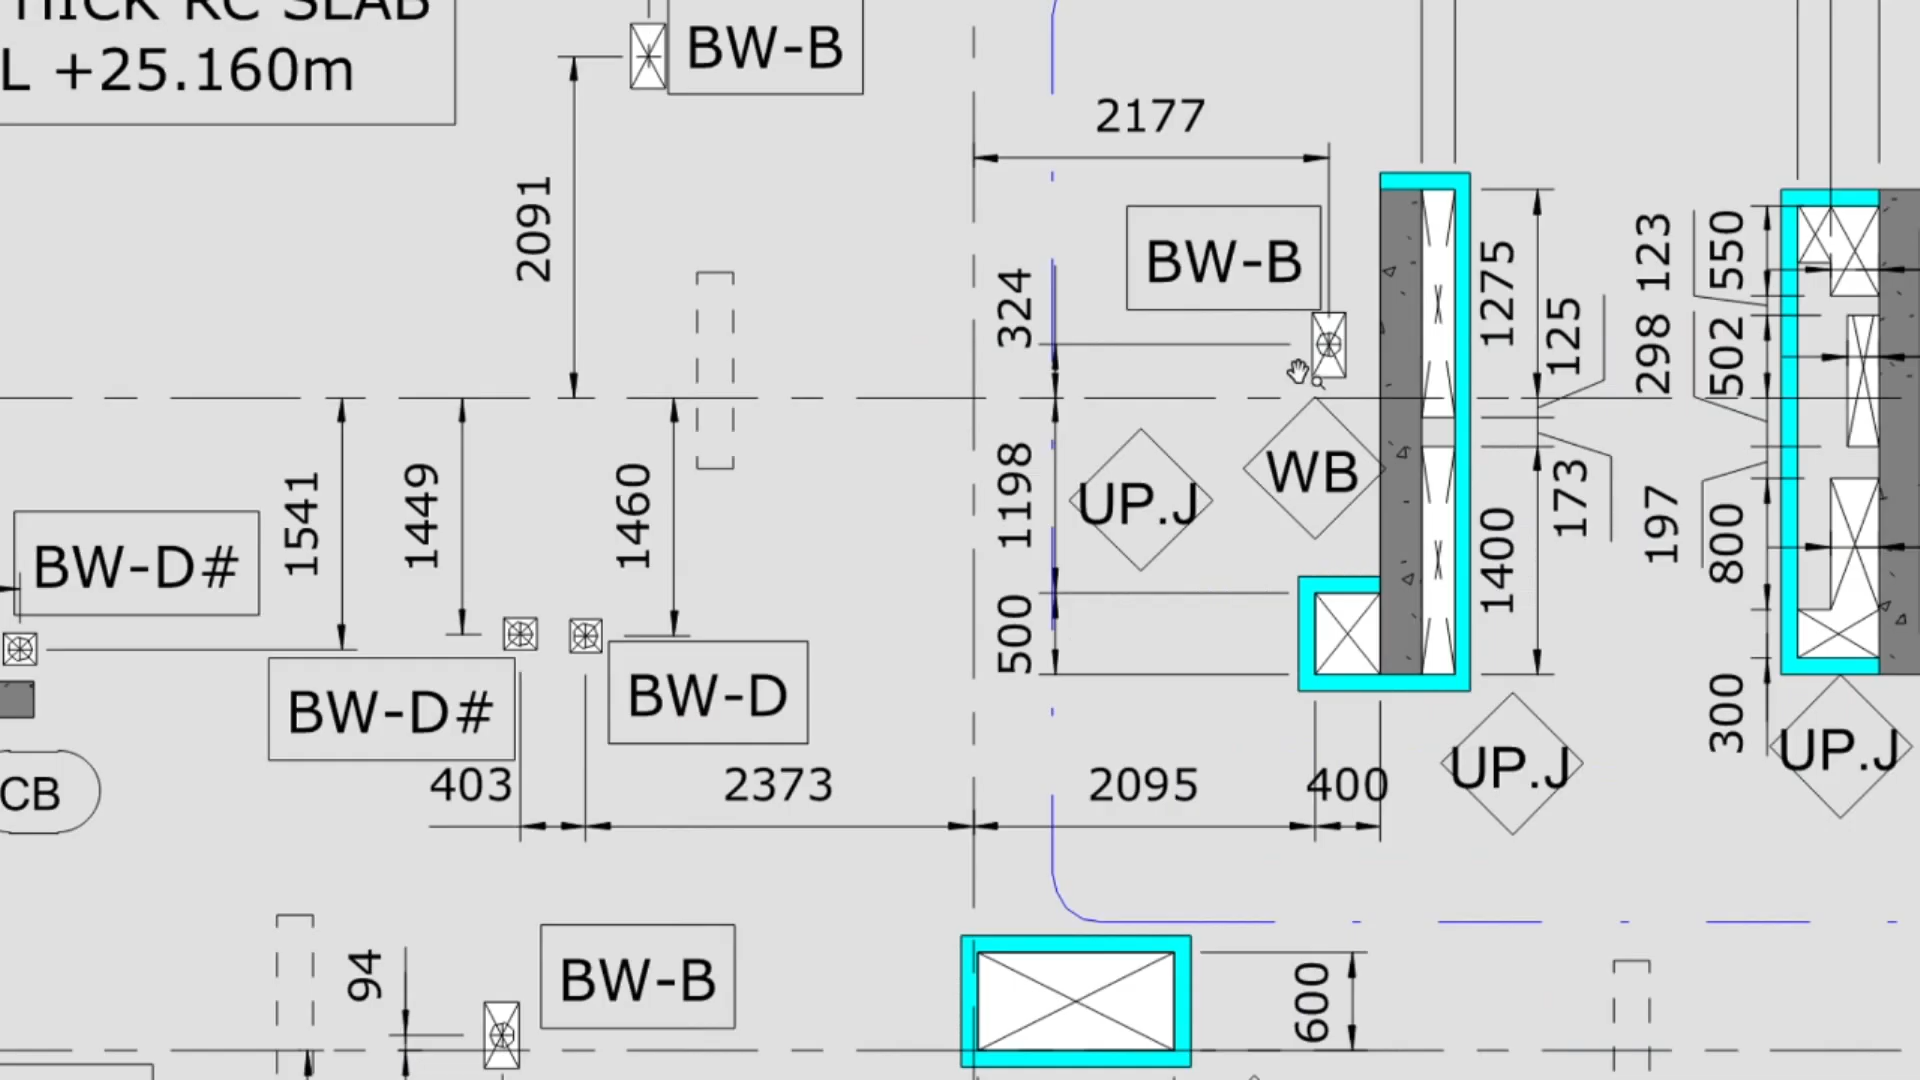 THICK RC SLAB
L +25.160m
BW-B
2177
2091
BW-B
324
1275
125
123
550
298
502
1541
1449
1460
1198
UP.J
WB
173
1400
197
800
BW-D#
500
BW-D#
BW-D
300
UP.J
UP.J
CB
403
2373
2095
400
94
BW-B
600